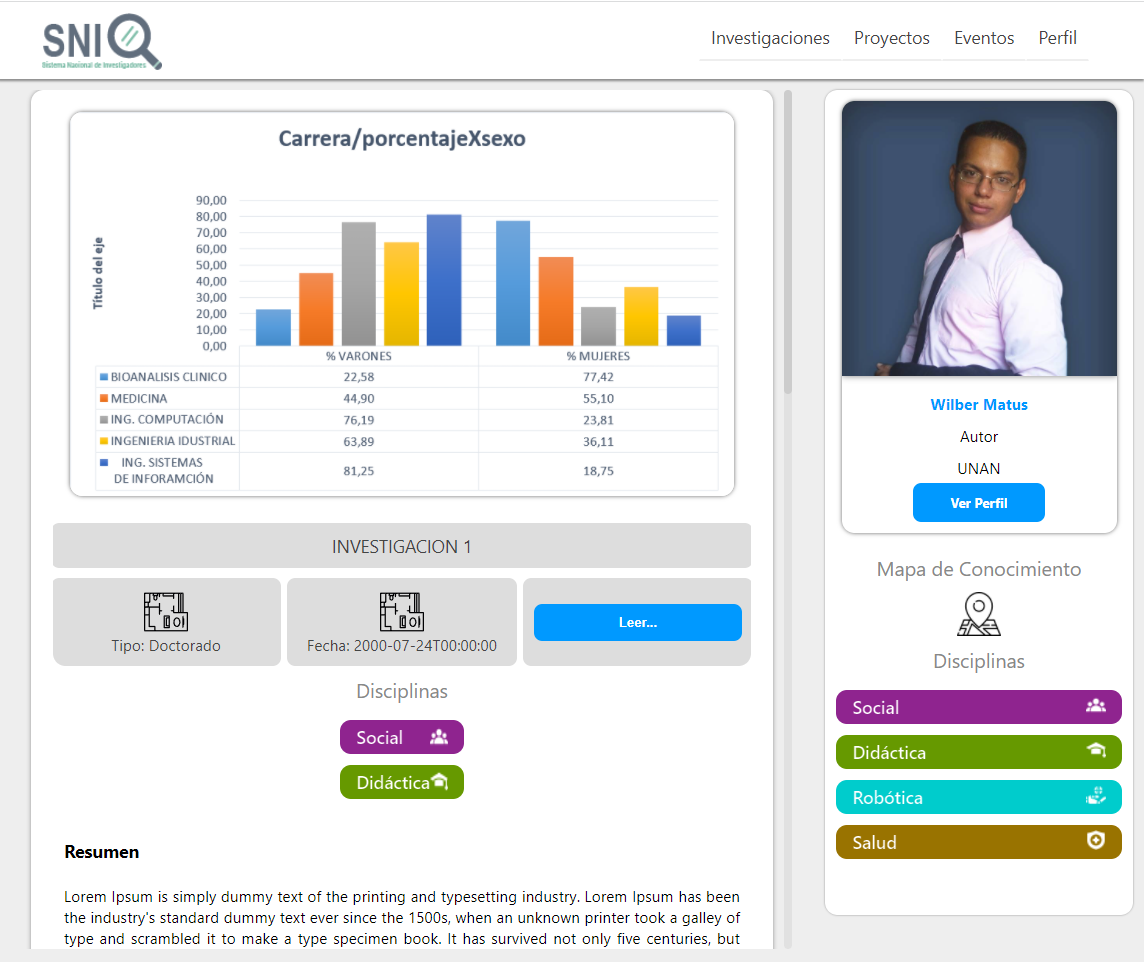 SNIQ
Sistema Nacional de Investigadores
Investigaciones Proyectos Eventos Perfil
Carrera/porcentajeXsexo
Título del eje
90,00
80,00
70,00
60,00
50,00
40,00
30,00
20,00
10,00
0,00
% VARONES % MUJERES
BIOANALISIS CLINICO 22,58 77,42
MEDICINA 44,90 55,10
ING. COMPUTACIÓN 76,19 23,81
INGENIERIA IDUSTRIAL 63,89 36,11
ING. SISTEMAS
DE INFORAMCIÓN 81,25 18,75
INVESTIGACION 1
Tipo: Doctorado
Fecha: 2000-07-24T00:00:00
Leer...
Disciplinas
Social
Didáctica
Resumen
Lorem Ipsum is simply dummy text of the printing and typesetting industry. Lorem Ipsum has been
the industry's standard dummy text ever since the 1500s, when an unknown printer took a galley of
type and scrambled it to make a type specimen book. It has survived not only five centuries, but
Wilber Matus
Autor
UNAN
Ver Perfil
Mapa de Conocimiento
Disciplinas
Social
Didáctica
Robótica
Salud